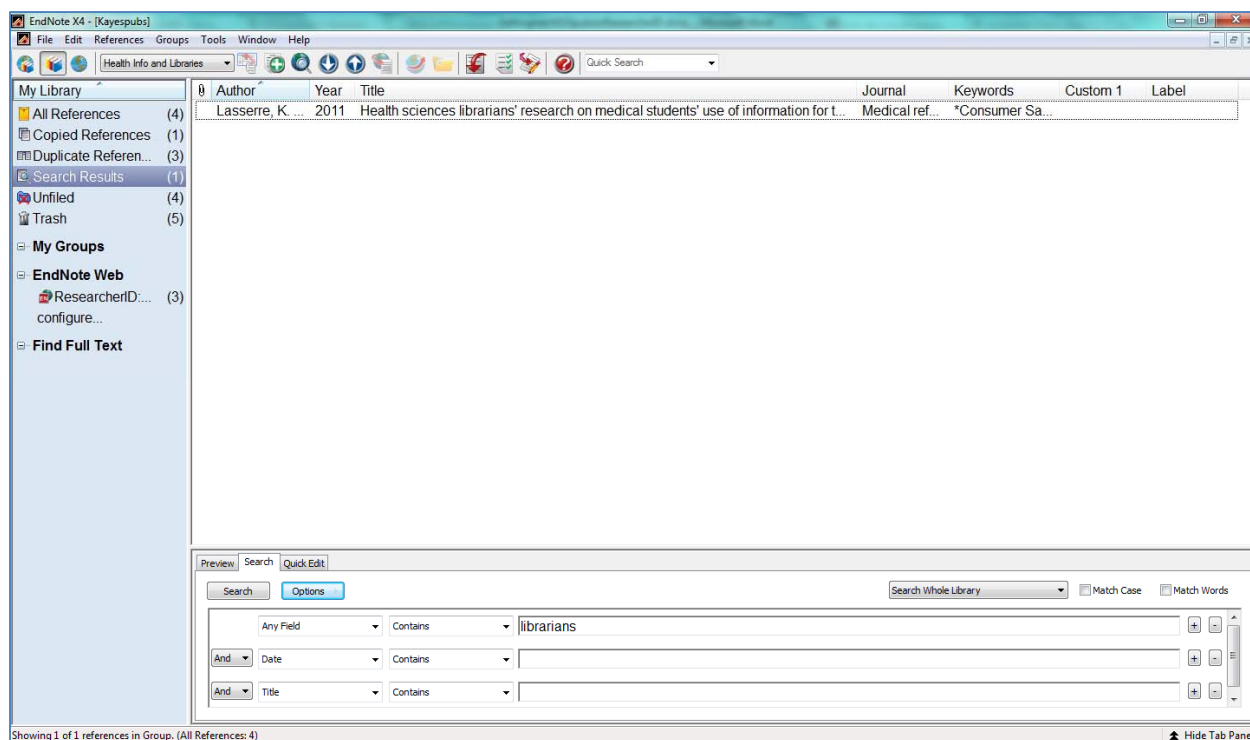 EndNote X4 - [Kayespubs]
File Edit References Groups Tools Window Help
Health Info and Libraries Quick Search
My Library
All References (4)
Copied References (1)
Duplicate Referen... (3)
Search Results (1)
Unfiled (4)
Trash (5)
My Groups
EndNote Web
ResearcherID:... (3)
configure...
Find Full Text
Author Year Title Journal Keywords Custom 1 Label
Lasserre, K. ... 2011 Health sciences librarians' research on medical students' use of information for t... Medical ref... *Consumer Sa...
Preview Search Quick Edit
Search Options Search Whole Library Match Case Match Words
Any Field Contains librarians + -
And Date Contains + -
And Title Contains + -
Showing 1 of 1 references in Group. (All References: 4) Hide Tab Pane